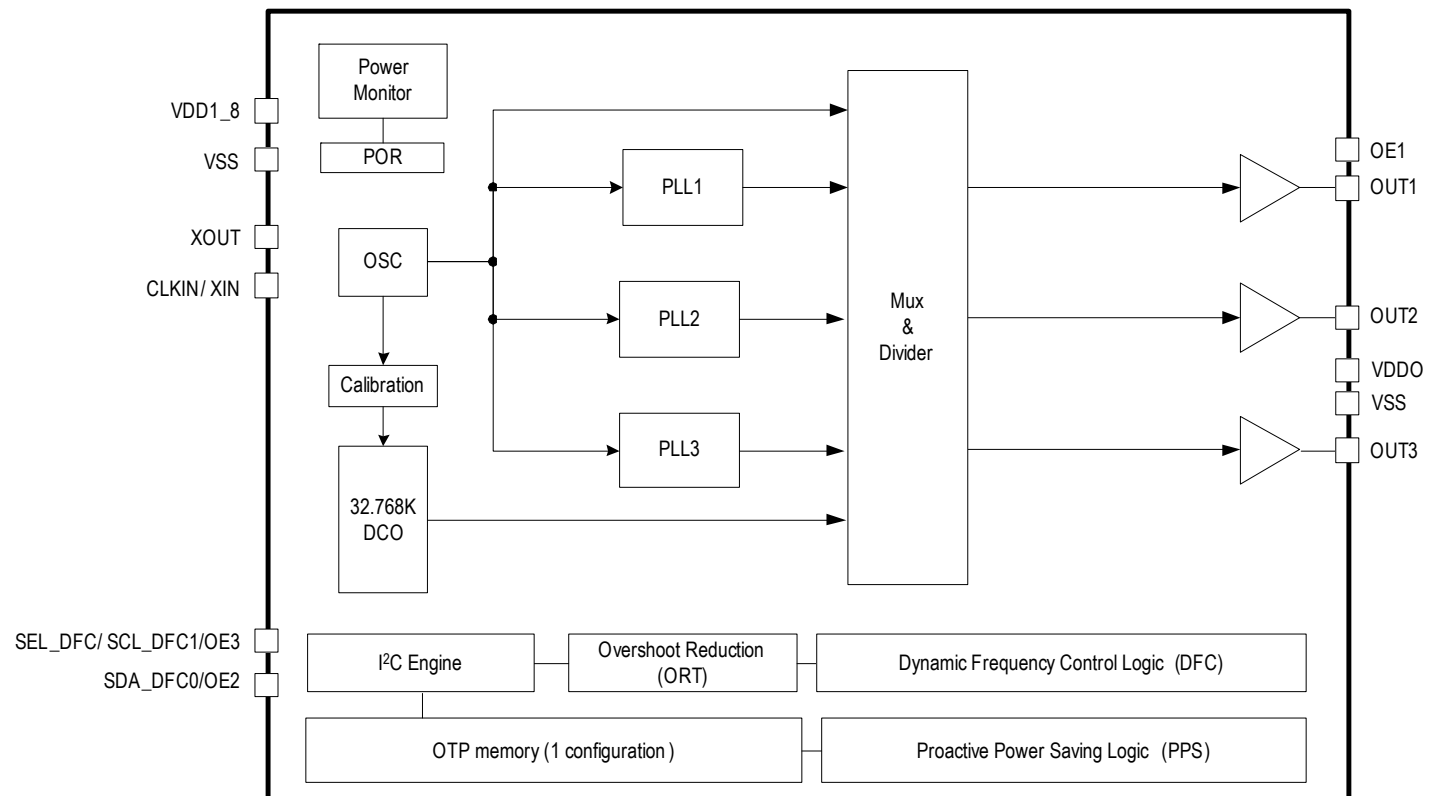 Power
Monitor
POR
VDD1_8
VSS
XOUT
CLKIN/ XIN
OSC
Calibration
32.768K
DCO
PLL1
PLL2
PLL3
Mux
&
Divider
OE1
OUT1
OUT2
VDDO
VSS
OUT3
SEL_DFC/ SCL_DFC1/OE3
SDA_DFC0/OE2
I²C Engine
Overshoot Reduction
(ORT)
Dynamic Frequency Control Logic (DFC)
OTP memory (1 configuration )
Proactive Power Saving Logic (PPS)